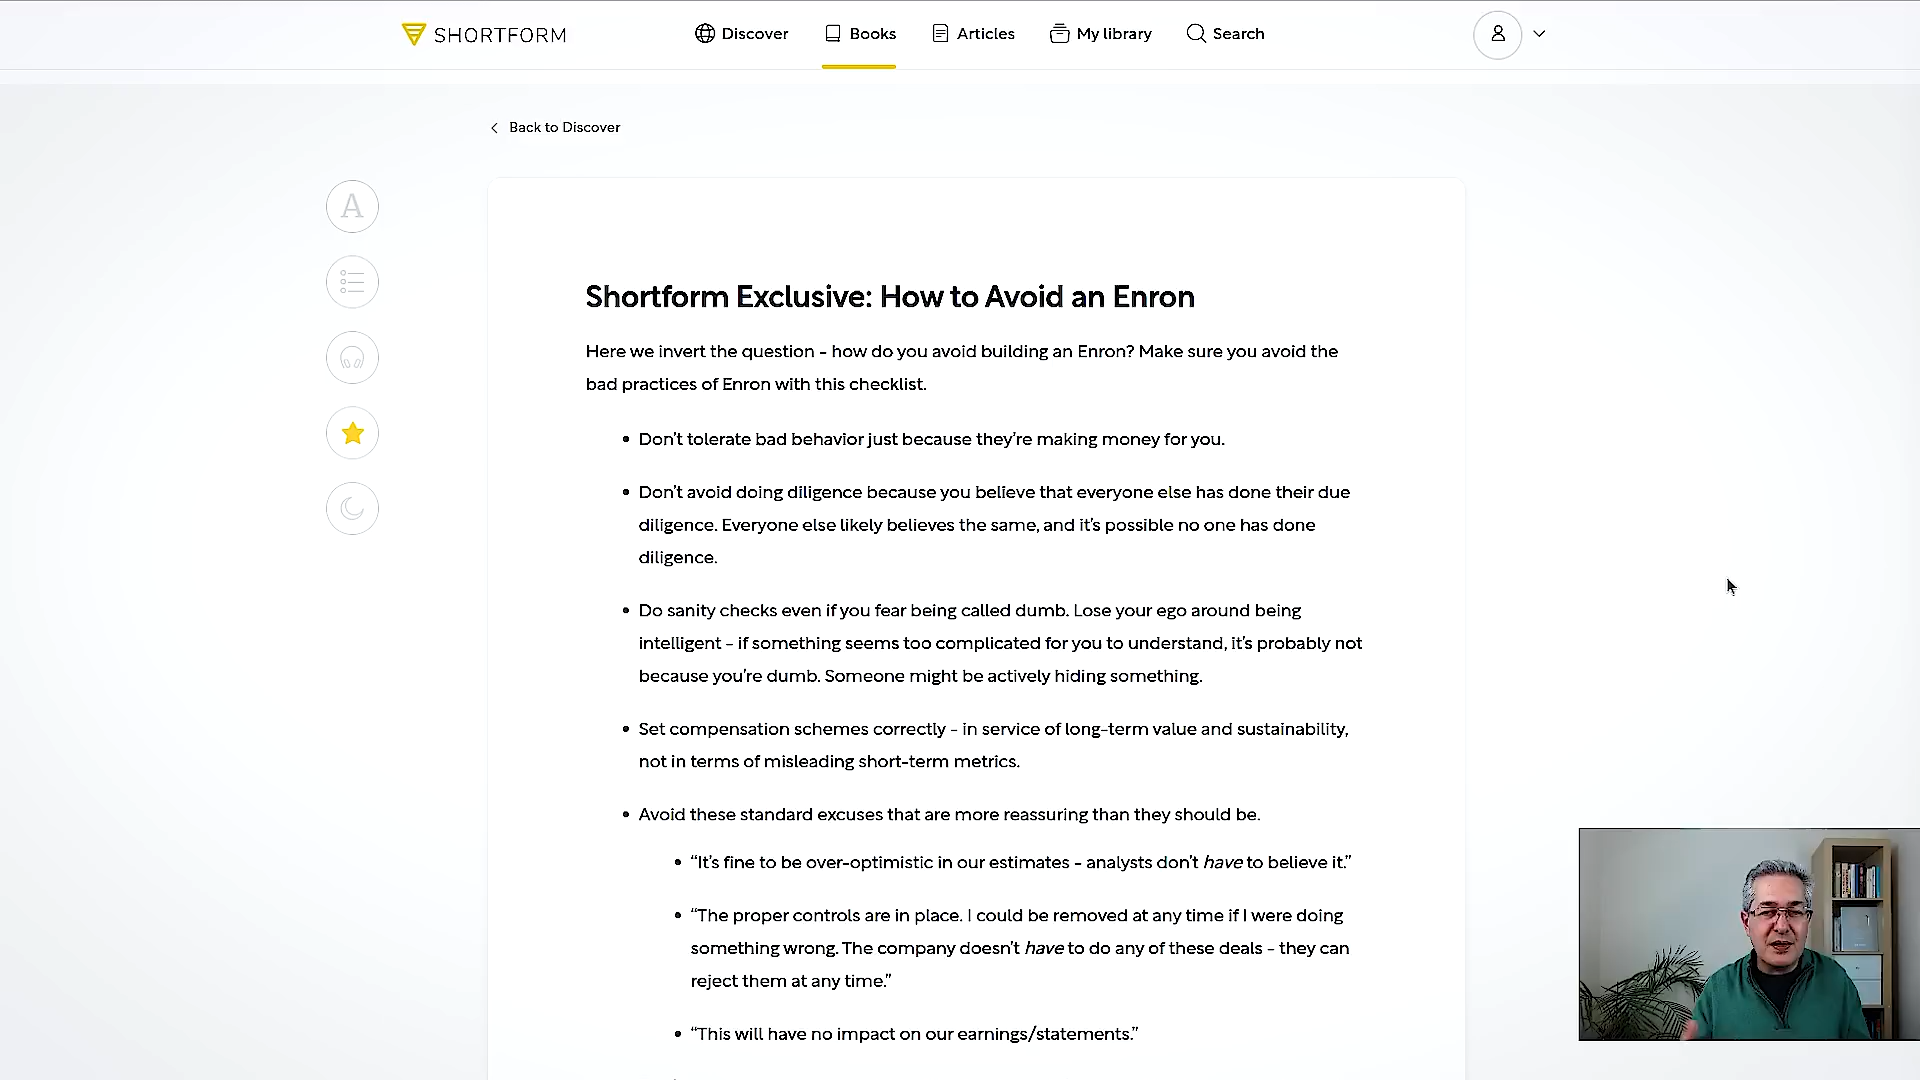 SHORTFORM
Discover
Books
Articles
My library
Search
Back to Discover
A
Shortform Exclusive: How to Avoid an Enron
Here we invert the question - how do you avoid building an Enron? Make sure you avoid the
bad practices of Enron with this checklist.
• Don’t tolerate bad behavior just because they’re making money for you.
• Don’t avoid doing diligence because you believe that everyone else has done their due
diligence. Everyone else likely believes the same, and it’s possible no one has done
diligence.
• Do sanity checks even if you fear being called dumb. Lose your ego around being
intelligent - if something seems too complicated for you to understand, it’s probably not
because you’re dumb. Someone might be actively hiding something.
• Set compensation schemes correctly - in service of long-term value and sustainability,
not in terms of misleading short-term metrics.
• Avoid these standard excuses that are more reassuring than they should be.
• “It’s fine to be over-optimistic in our estimates - analysts don’t have to believe it.”
• “The proper controls are in place. I could be removed at any time if I were doing
something wrong. The company doesn’t have to do any of these deals - they can
reject them at any time.”
• “This will have no impact on our earnings/statements.”